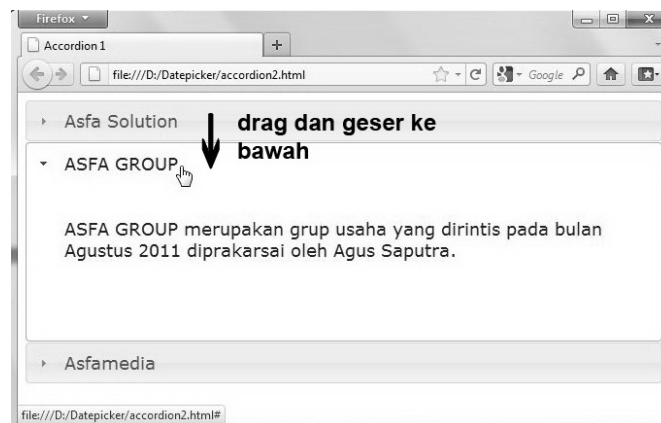 Firefox
Accordion 1
file:///D:/Datepicker/accordion2.html
Google
Asfa Solution
drag dan geser ke
bawah
ASFA GROUP
ASFA GROUP merupakan grup usaha yang dirintis pada bulan
Agustus 2011 diprakarsai oleh Agus Saputra.
Asfamedia
file:///D:/Datepicker/accordion2.html#